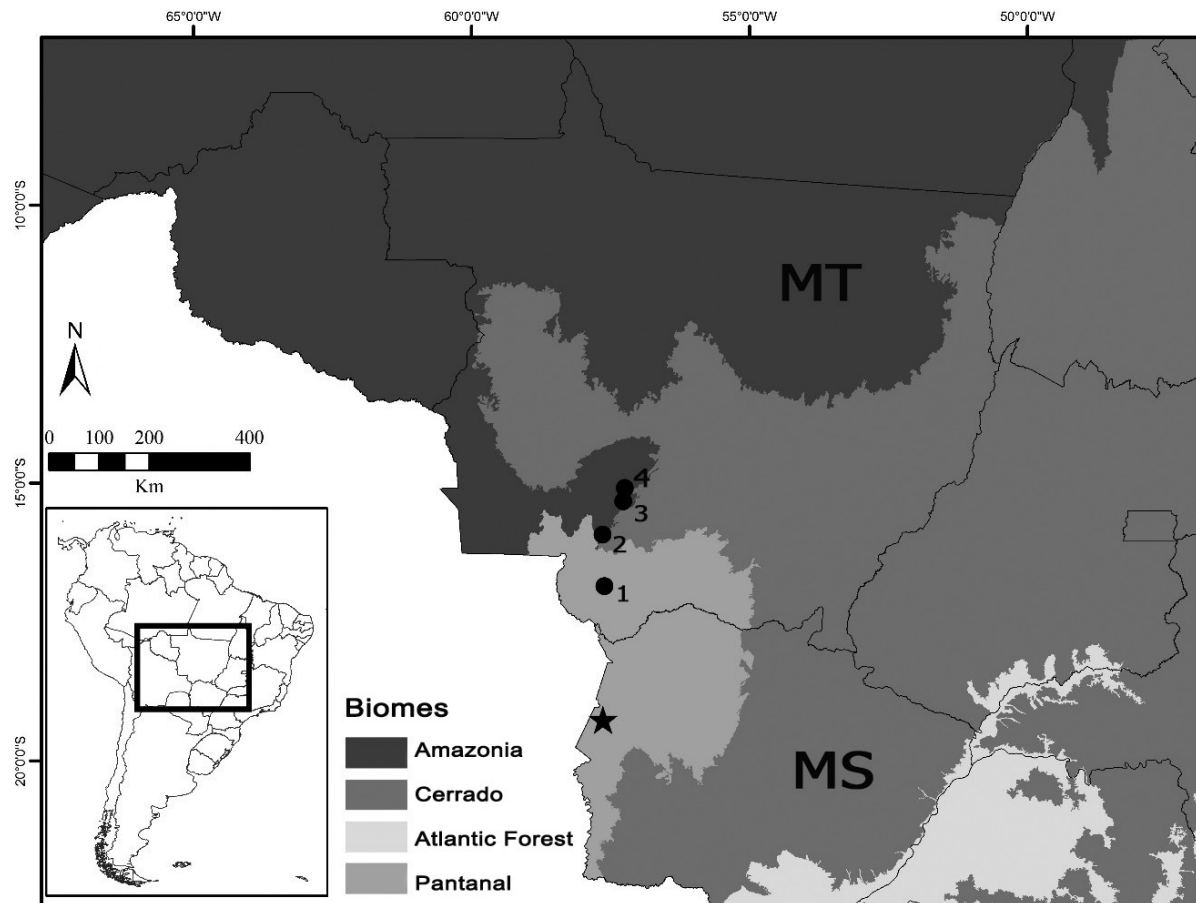 65°0'0"W 60°0'0"W 55°0'0"W 50°0'0"W
10°0'0"S
MT
N
0 100 200 400
Km
15°0'0"S
4
3
2
1
Biomes
Amazonia
Cerrado
Atlantic Forest
Pantanal
20°0'0"S
MS